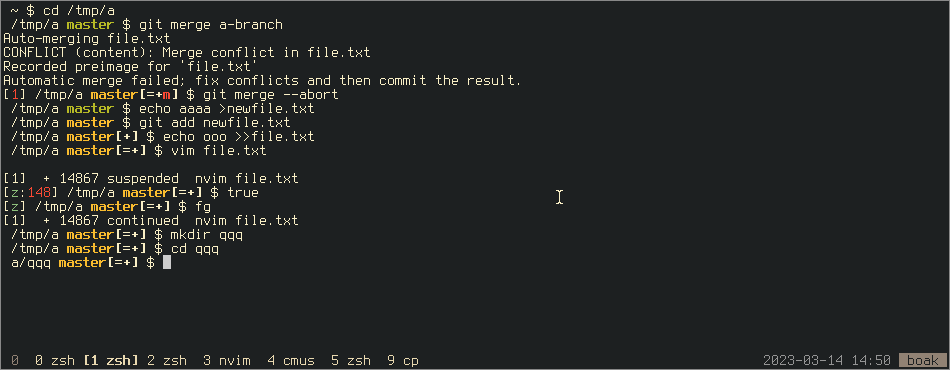 ~ $ cd /tmp/a
/tmp/a master $ git merge a-branch
Auto-merging file.txt
CONFLICT (content): Merge conflict in file.txt
Recorded preimage for 'file.txt'
Automatic merge failed; fix conflicts and then commit the result.
[1] /tmp/a master[=+m] $ git merge --abort
/tmp/a master $ echo aaaa >newfile.txt
/tmp/a master $ git add newfile.txt
/tmp/a master[+] $ echo ooo >>file.txt
/tmp/a master[=+] $ vim file.txt
[1]  + 14867 suspended  nvim file.txt
[z:148] /tmp/a master[=+] $ true
[z] /tmp/a master[=+] $ fg
[1]  + 14867 continued  nvim file.txt
/tmp/a master[=+] $ mkdir qqq
/tmp/a master[=+] $ cd qqq
a/qqq master[=+] $
0  0 zsh [1 zsh] 2 zsh  3 nvim  4 cmus  5 zsh  9 cp 2023-03-14 14:50 boak